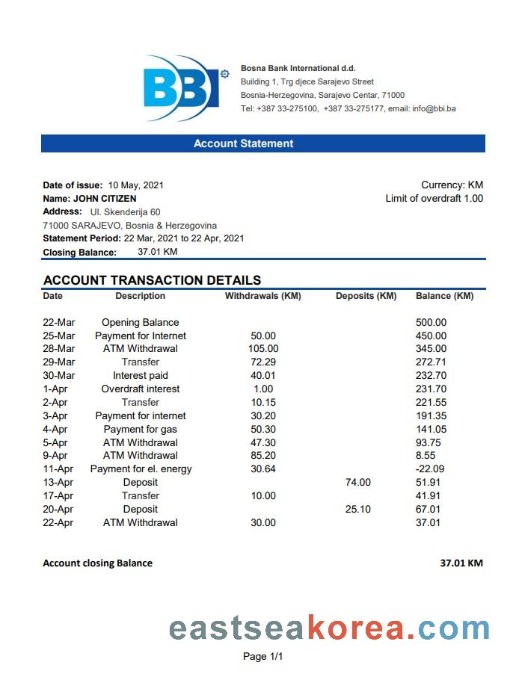 BBI
Bosna Bank International d.d.
Building 1, Trg djece Sarajevo Street
Bosnia-Herzegovina, Sarajevo Centar, 71000
Tel: +387 33-275100, +387 33-275177, email: info@bbi.ba
Account Statement
Date of issue: 10 May, 2021 Currency: KM
Name: JOHN CITIZEN Limit of overdraft 1.00
Address: Ul. Skenderija 60
71000 SARAJEVO, Bosnia & Herzegovina
Statement Period: 22 Mar, 2021 to 22 Apr, 2021
Closing Balance: 37.01 KM
ACCOUNT TRANSACTION DETAILS
Date Description Withdrawals (KM) Deposits (KM) Balance (KM)
22-Mar Opening Balance 500.00
25-Mar Payment for Internet 50.00 450.00
28-Mar ATM Withdrawal 105.00 345.00
29-Mar Transfer 72.29 272.71
30-Mar Interest paid 40.01 232.70
1-Apr Overdraft interest 1.00 231.70
2-Apr Transfer 10.15 221.55
3-Apr Payment for internet 30.20 191.35
4-Apr Payment for gas 50.30 141.05
5-Apr ATM Withdrawal 47.30 93.75
9-Apr ATM Withdrawal 85.20 8.55
11-Apr Payment for el. energy 30.64 -22.09
13-Apr Deposit 74.00 51.91
17-Apr Transfer 10.00 41.91
20-Apr Deposit 25.10 67.01
22-Apr ATM Withdrawal 30.00 37.01
Account closing Balance 37.01 KM
eastseakorea.com
Page 1/1